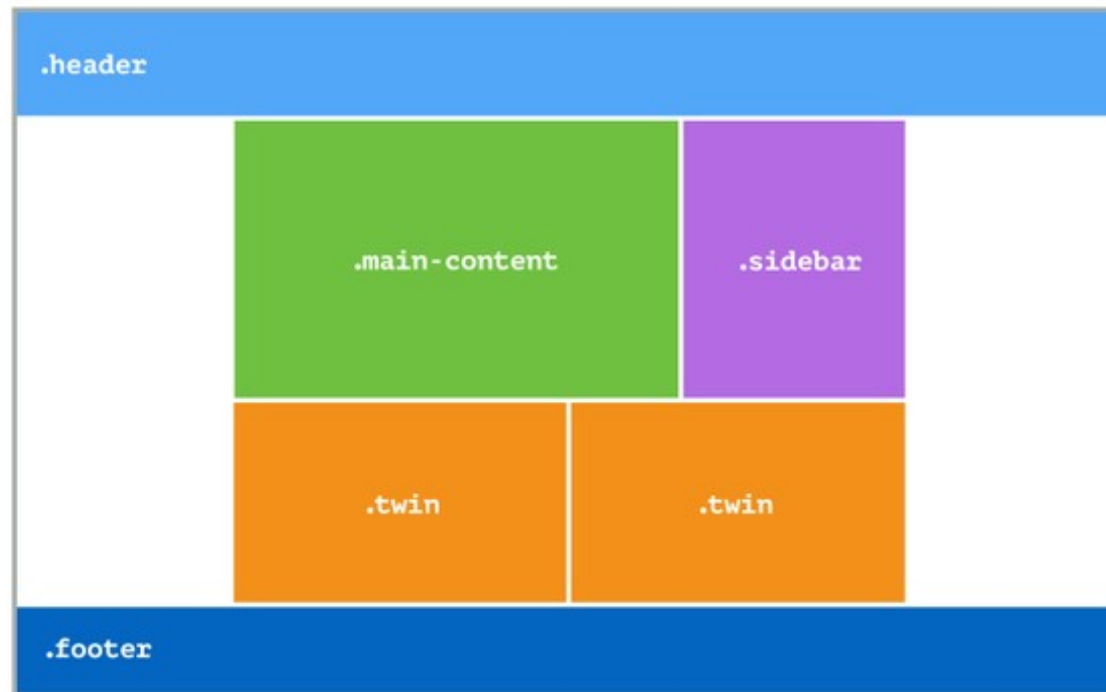 .header
.main-content
.sidebar
.twin
.twin
.footer